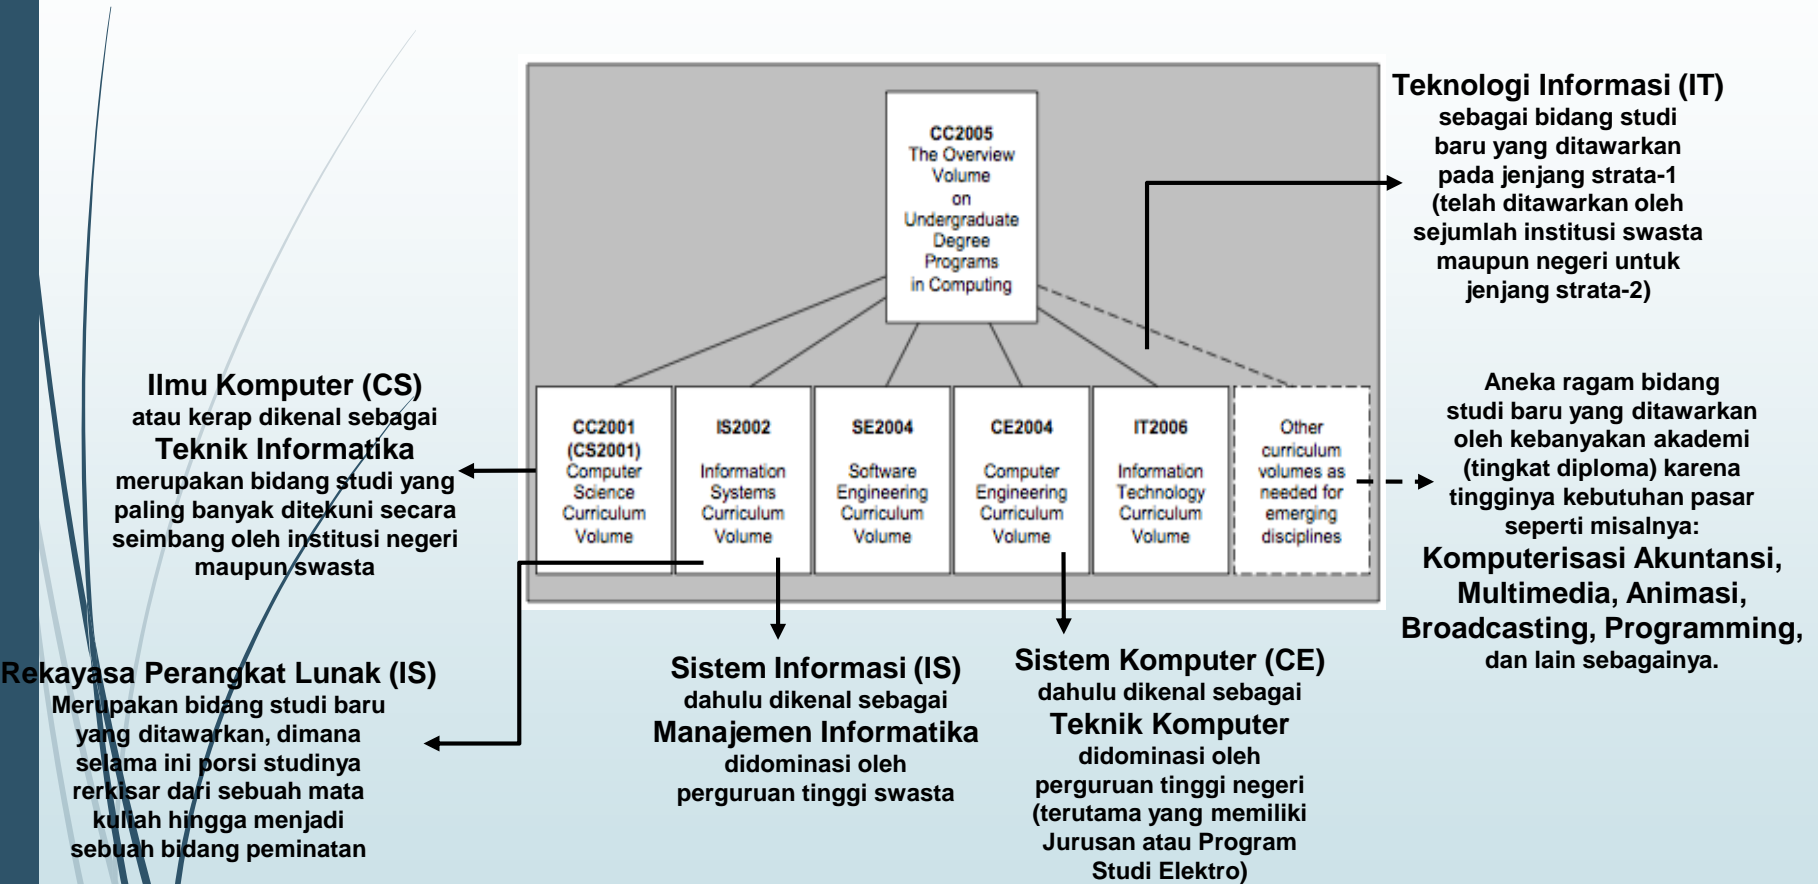 CC2005
The Overview
Volume
on
Undergraduate
Degree
Programs
in Computing
CC2001
(CS2001)
Computer
Science
Curriculum
Volume
IS2002
Information
Systems
Curriculum
Volume
SE2004
Software
Engineering
Curriculum
Volume
CE2004
Computer
Engineering
Curriculum
Volume
IT2006
Information
Technology
Curriculum
Volume
Other
curriculum
volumes as
needed for
emerging
disciplines
Teknologi Informasi (IT)
sebagai bidang studi
baru yang ditawarkan
pada jenjang strata-1
(telah ditawarkan oleh
sejumlah institusi swasta
maupun negeri untuk
jenjang strata-2)
Ilmu Komputer (CS)
atau kerap dikenal sebagai
Teknik Informatika
merupakan bidang studi yang
paling banyak ditekuni secara
seimbang oleh institusi negeri
maupun swasta
Aneka ragam bidang
studi baru yang ditawarkan
oleh kebanyakan akademi
(tingkat diploma) karena
tingginya kebutuhan pasar
seperti misalnya:
Komputerisasi Akuntansi,
Multimedia, Animasi,
Broadcasting, Programming,
dan lain sebagainya.
Rekayasa Perangkat Lunak (IS)
Merupakan bidang studi baru
yang ditawarkan, dimana
selama ini porsi studinya
rerkisar dari sebuah mata
kuliah hingga menjadi
sebuah bidang peminatan
Sistem Informasi (IS)
dahulu dikenal sebagai
Manajemen Informatika
didominasi oleh
perguruan tinggi swasta
Sistem Komputer (CE)
dahulu dikenal sebagai
Teknik Komputer
didominasi oleh
perguruan tinggi negeri
(terutama yang memiliki
Jurusan atau Program
Studi Elektro)